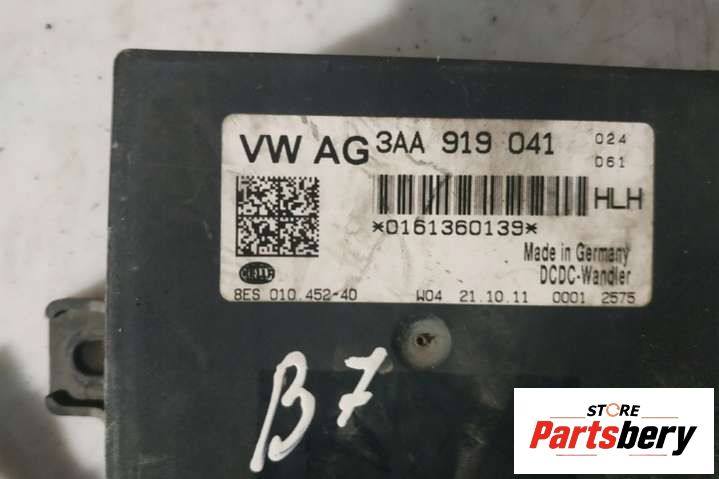 VW AG 3AA 919 041 024
061
HLH
*0161360139*
Made in Germany
DCDC-Wandler
HELLA
8ES 010.452-40 W04 21.10.11 0001 2575
B7
STORE
Partsbery